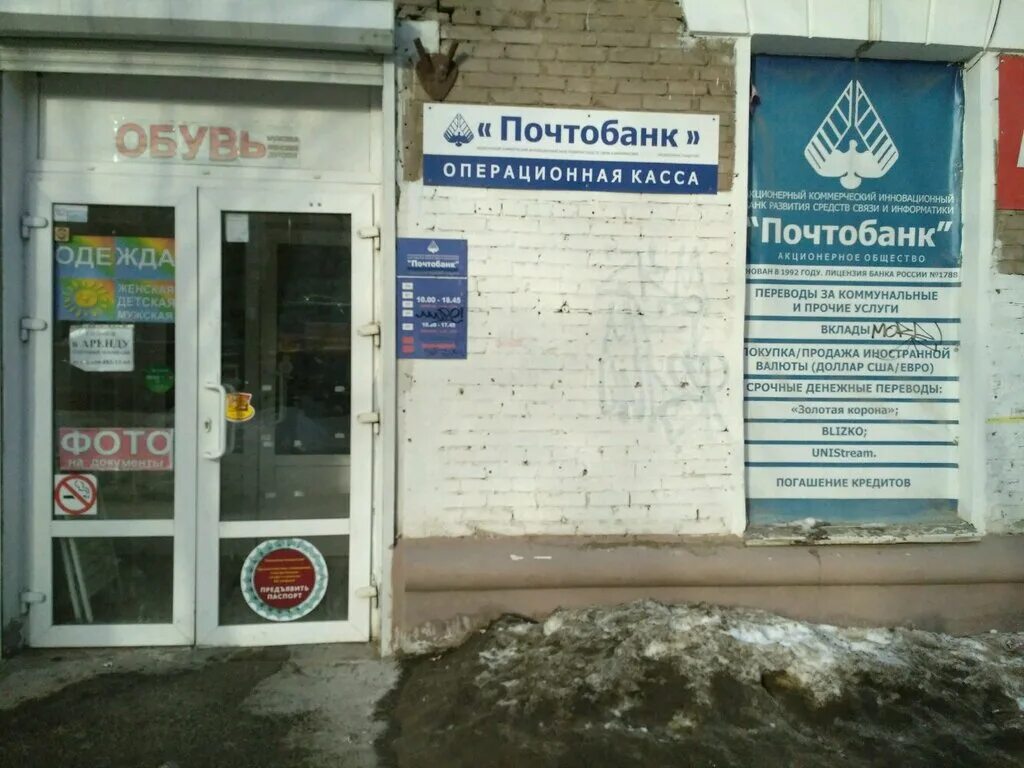 ОБУВЬ
ОДЕЖДА
ЖЕНСКАЯ
ДЕТСКАЯ
МУЖСКАЯ
в АРЕНДУ
ФОТО
на документы
ПРЕДЪЯВИТЬ
ПАСПОРТ
« Почтобанк »
ОПЕРАЦИОННАЯ КАССА
"Почтобанк"
10.00 - 18.45
КЦИОНЕРНЫЙ КОММЕРЧЕСКИЙ ИННОВАЦИОННЫЙ
АНК РАЗВИТИЯ СРЕДСТВ СВЯЗИ И ИНФОРМАТИКИ
"Почтобанк"
АКЦИОНЕРНОЕ ОБЩЕСТВО
НОВАН В 1992 ГОДУ. ЛИЦЕНЗИЯ БАНКА РОССИИ №1788
ПЕРЕВОДЫ ЗА КОММУНАЛЬНЫЕ
И ПРОЧИЕ УСЛУГИ
ВКЛАДЫ
ПОКУПКА/ПРОДАЖА ИНОСТРАННОЙ
ВАЛЮТЫ (ДОЛЛАР США/ЕВРО)
СРОЧНЫЕ ДЕНЕЖНЫЕ ПЕРЕВОДЫ:
«Золотая корона»;
BLIZKO;
UNIStream.
ПОГАШЕНИЕ КРЕДИТОВ